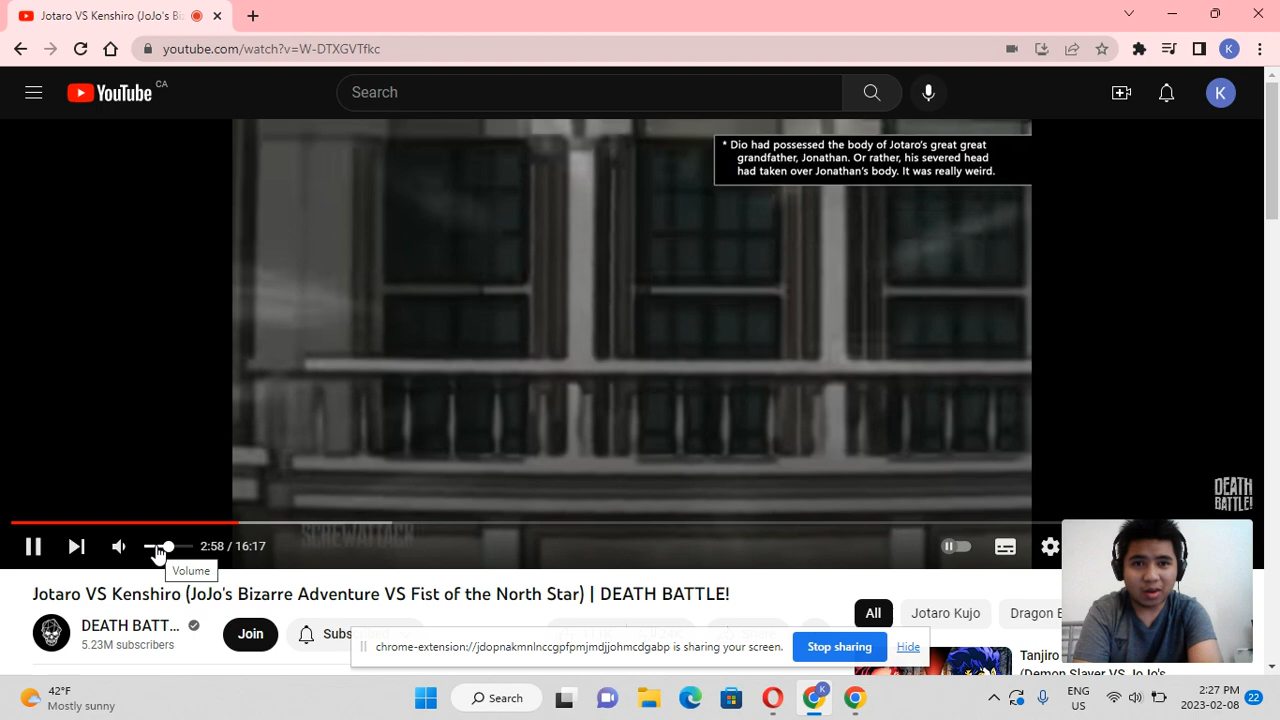 Jotaro VS Kenshiro (JoJo's Biz
youtube.com/watch?v=W-DTXGVTfkc
K
YouTube
CA
Search
K
* Dio had possessed the body of Jotaro's great great
grandfather, Jonathan. Or rather, his severed head
had taken over Jonathan's body. It was really weird.
SCREWATTACK
DEATH
BATTLE!
2:58 / 16:17
Volume
Jotaro VS Kenshiro (JoJo's Bizarre Adventure VS Fist of the North Star) | DEATH BATTLE!
DEATH BATT...
5.23M subscribers
Join
All
Jotaro Kujo
chrome-extension://jdopnakmnlnccgpfpmjmdjjohmcdgabp is sharing your screen.
Stop sharing
Hide
Tanjiro
(Demon Slayer VS JoJo's
42°F
Mostly sunny
Search
K
ENG
US
2:27 PM
2023-02-08
22